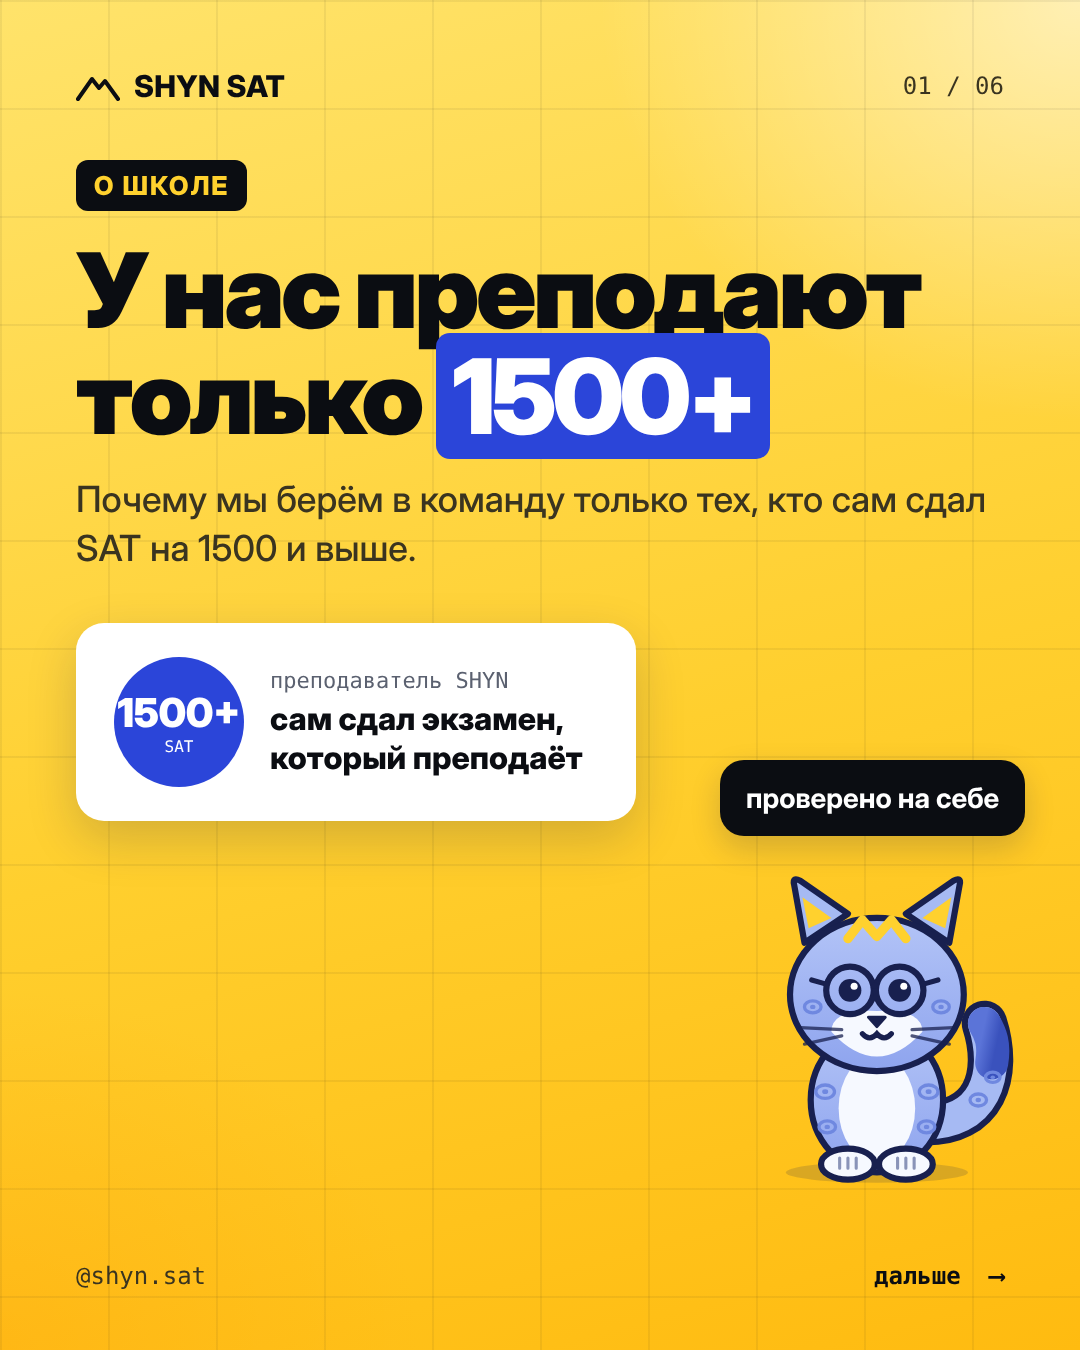 SHYN SAT
01 / 06
О ШКОЛЕ
У нас преподают
только 1500+
Почему мы берём в команду только тех, кто сам сдал
SAT на 1500 и выше.
1500+
SAT
преподаватель SHYN
сам сдал экзамен,
который преподаёт
проверено на себе
@shyn.sat
дальше →